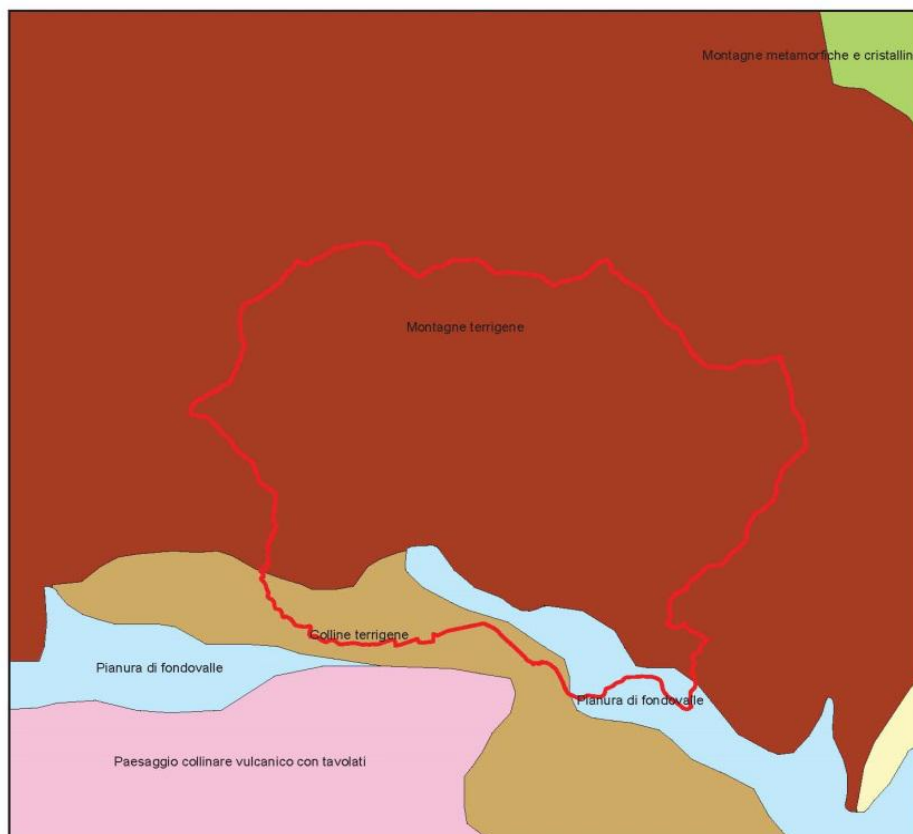 Montagne metamorfiche e cristallin
Montagne terrigene
Colline terrigene
Pianura di fondovalle
Pianura di fondovalle
Paesaggio collinare vulcanico con tavolati